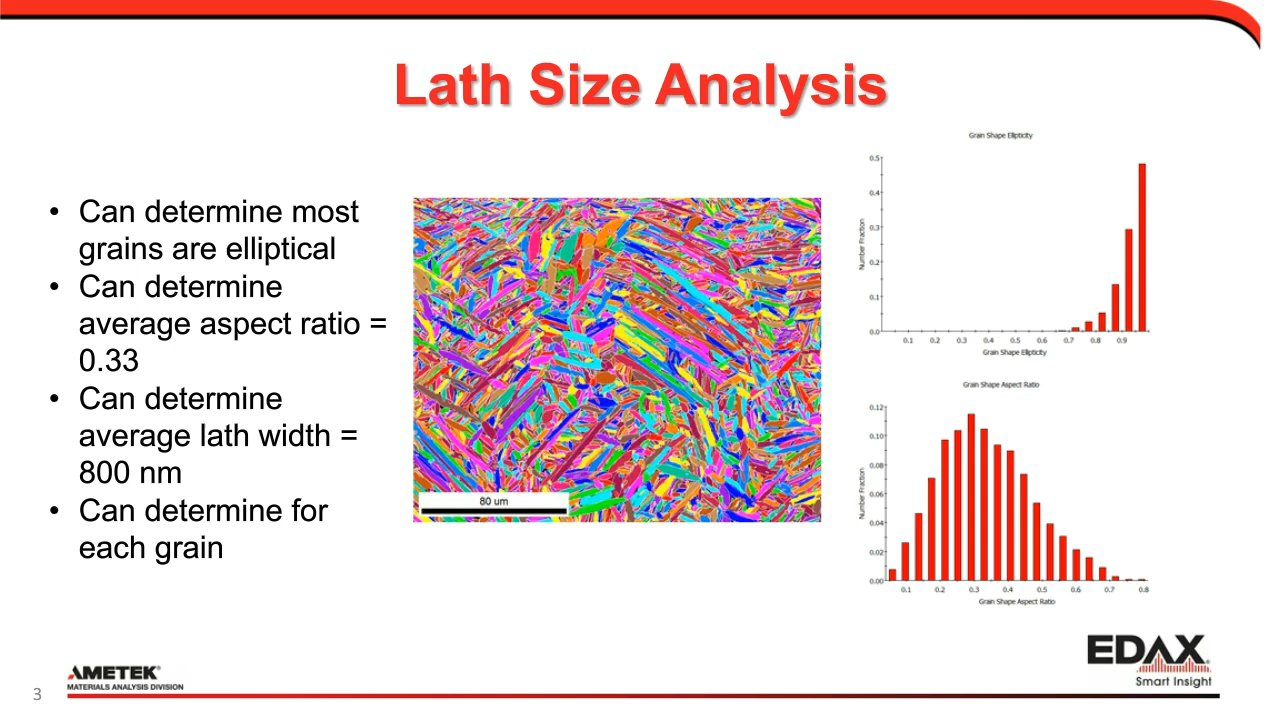 Lath Size Analysis
• Can determine most
grains are elliptical
• Can determine
average aspect ratio =
0.33
• Can determine
average lath width =
800 nm
• Can determine for
each grain
80 um
Grain Shape Ellipticity
0.5
0.4
0.3
0.2
0.1
0.0
Number Fraction
0.1 0.2 0.3 0.4 0.5 0.6 0.7 0.8 0.9
Grain Shape Ellipticity
Grain Shape Aspect Ratio
0.12
0.10
0.08
0.06
0.04
0.02
0.00
Number Fraction
0.1 0.2 0.3 0.4 0.5 0.6 0.7 0.8
Grain Shape Aspect Ratio
3
AMETEK®
MATERIALS ANALYSIS DIVISION
EDAX
Smart Insight